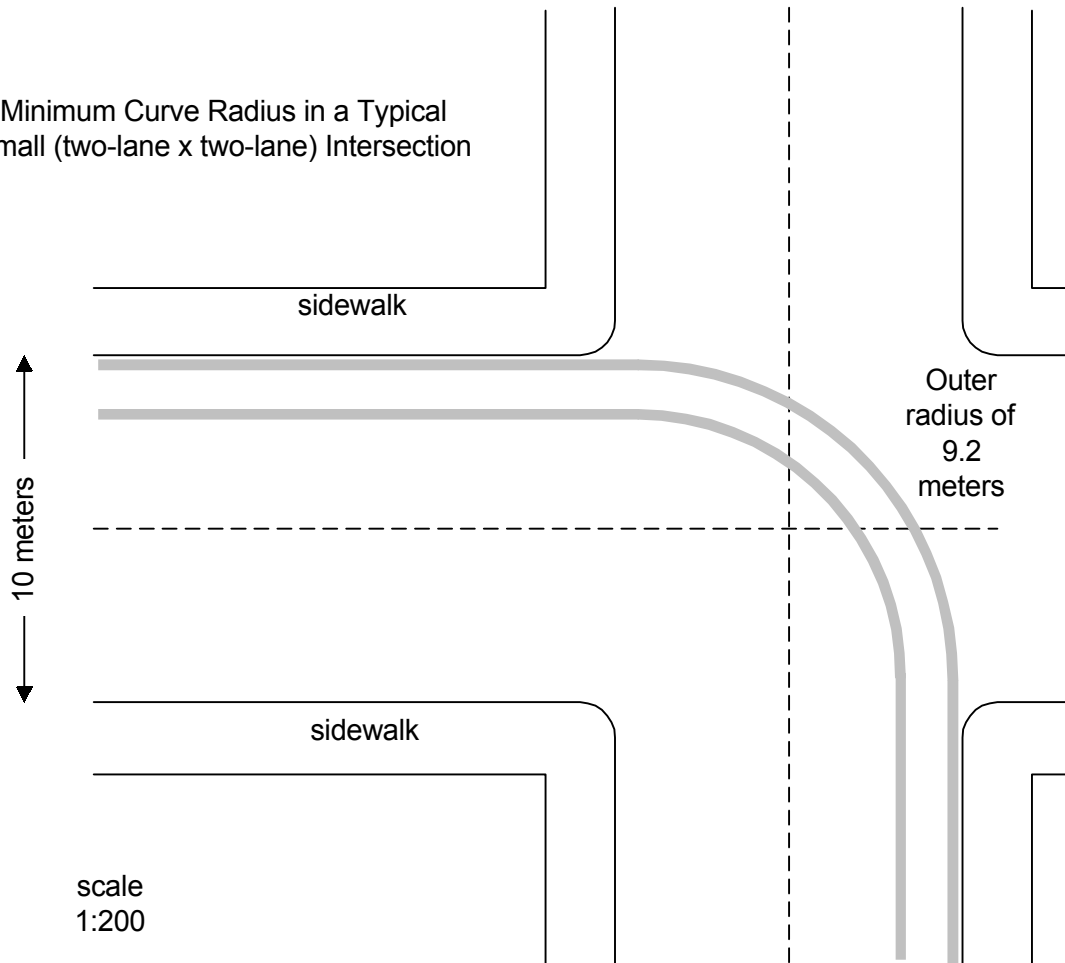 Minimum Curve Radius in a Typical
mall (two-lane x two-lane) Intersection
sidewalk
Outer
radius of
9.2
meters
10 meters
sidewalk
scale
1:200